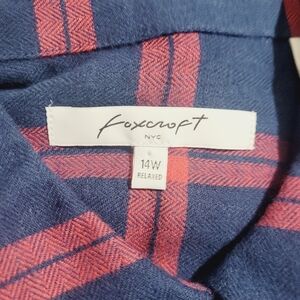 Foxcroft
NYC
14W
RELAXED